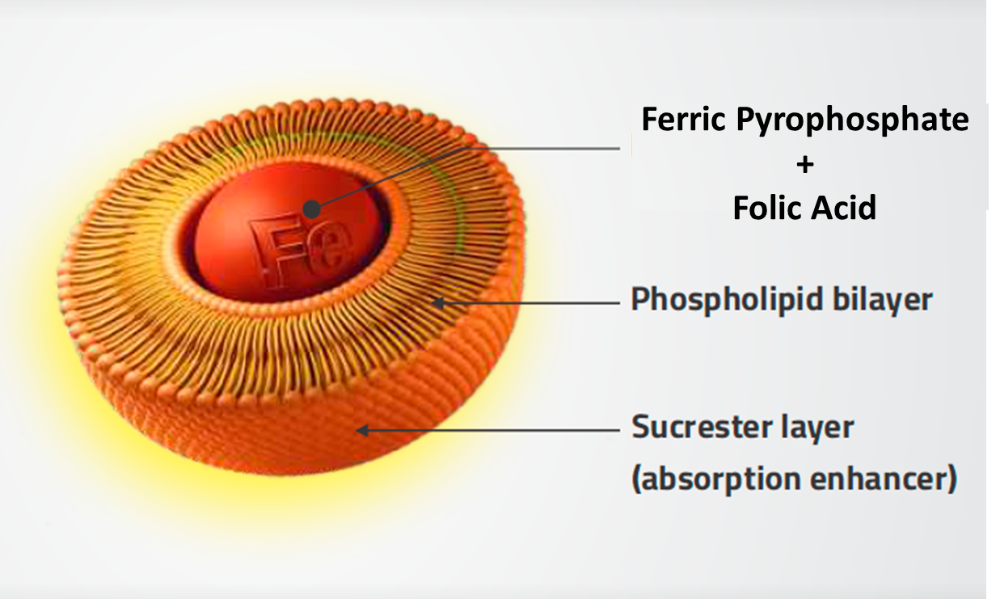 Ferric Pyrophosphate
+
Folic Acid
Fe
Phospholipid bilayer
Sucrester layer
(absorption enhancer)